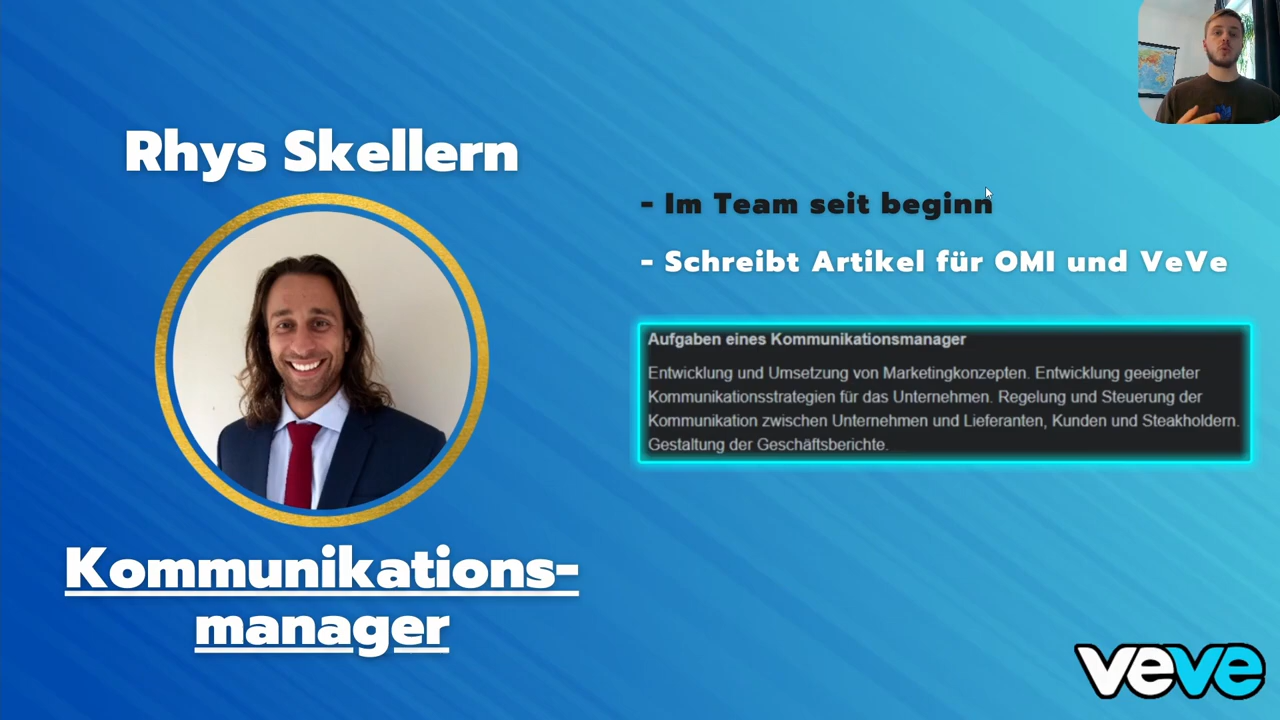 Rhys Skellern
Kommunikations-
manager
- Im Team seit beginn
- Schreibt Artikel für OMI und VeVe
Aufgaben eines Kommunikationsmanager
Entwicklung und Umsetzung von Marketingkonzepten. Entwicklung geeigneter
Kommunikationsstrategien für das Unternehmen. Regelung und Steuerung der
Kommunikation zwischen Unternehmen und Lieferanten, Kunden und Steakholdern.
Gestaltung der Geschäftsberichte.
veve